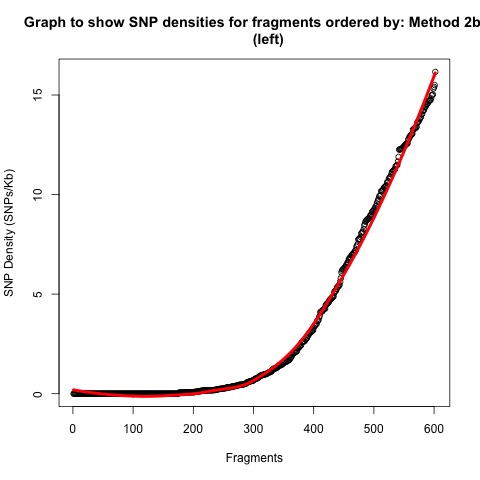 Graph to show SNP densities for fragments ordered by: Method 2b
(left)
SNP Density (SNPs/Kb)
15
10
5
0
0 100 200 300 400 500 600
Fragments